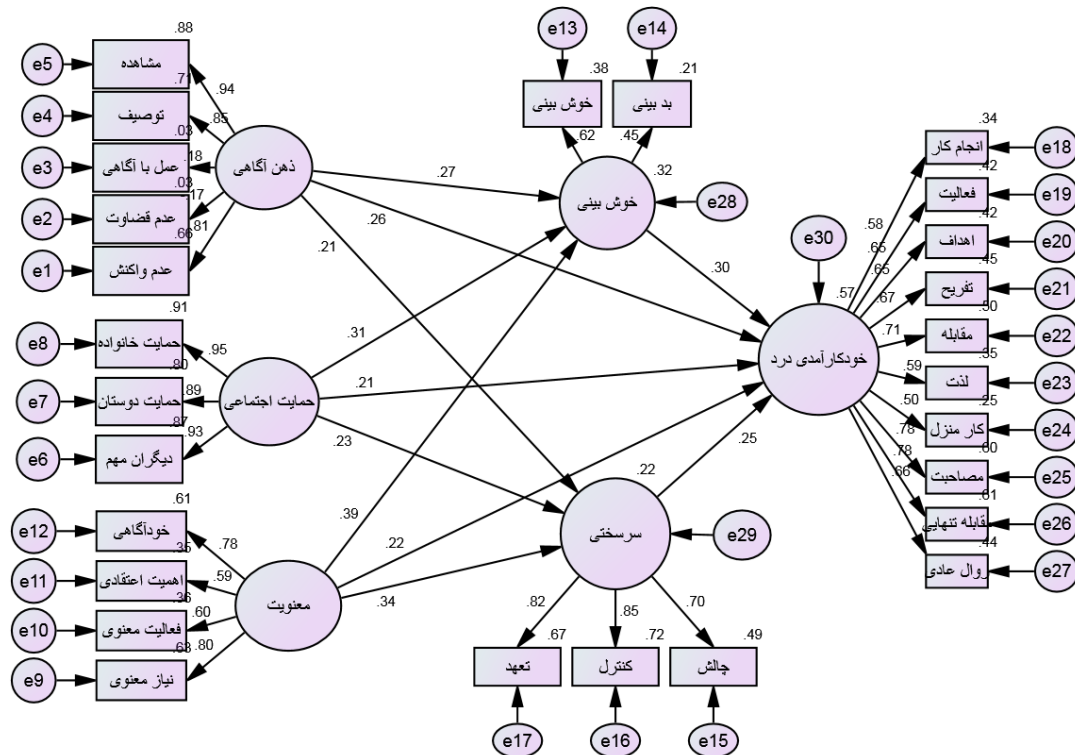 e5
مشاهده
.88
.94
e4
توصیف
.71
.85
e3
عمل با آگاهی
.03
.18
e2
عدم قضاوت
.03
.17
e1
عدم واکنش
.66
.81
ذهن آگاهی
e8
حمایت خانواده
.91
.95
e7
حمایت دوستان
.80
.89
e6
دیگران مهم
.87
.93
حمایت اجتماعی
e12
خودآگاهی
.61
.78
e11
اهمیت اعتقادی
.35
.59
e10
فعالیت معنوی
.36
.60
e9
نیاز معنوی
.63
.80
معنویت
.27
.26
.21
.31
.21
.23
.39
.22
.34
e13
خوش بینی
.38
.62
e14
بد بینی
.21
.45
خوش بینی
.32
e28
.30
سرسختی
.22
e29
.25
.82
.85
.70
تعهد
.67
کنترل
.72
چالش
.49
e17
e16
e15
e30
خودکارآمدی درد
.57
.58
انجام کار
.34
e18
.65
فعالیت
.42
e19
.65
اهداف
.42
e20
.67
تفریح
.45
e21
.71
مقابله
.50
e22
.59
لذت
.35
e23
.50
کار منزل
.25
e24
.78
مصاحبت
.60
e25
.78
مقابله تنهایی
.61
e26
.66
روال عادی
.44
e27